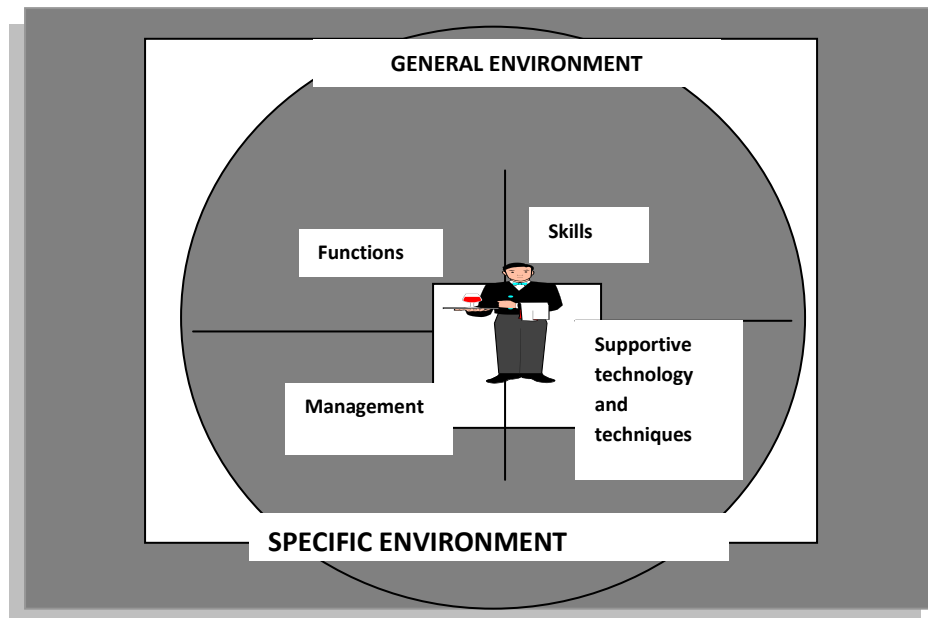 GENERAL ENVIRONMENT
Skills
Functions
Supportive
technology
and
techniques
Management
SPECIFIC ENVIRONMENT